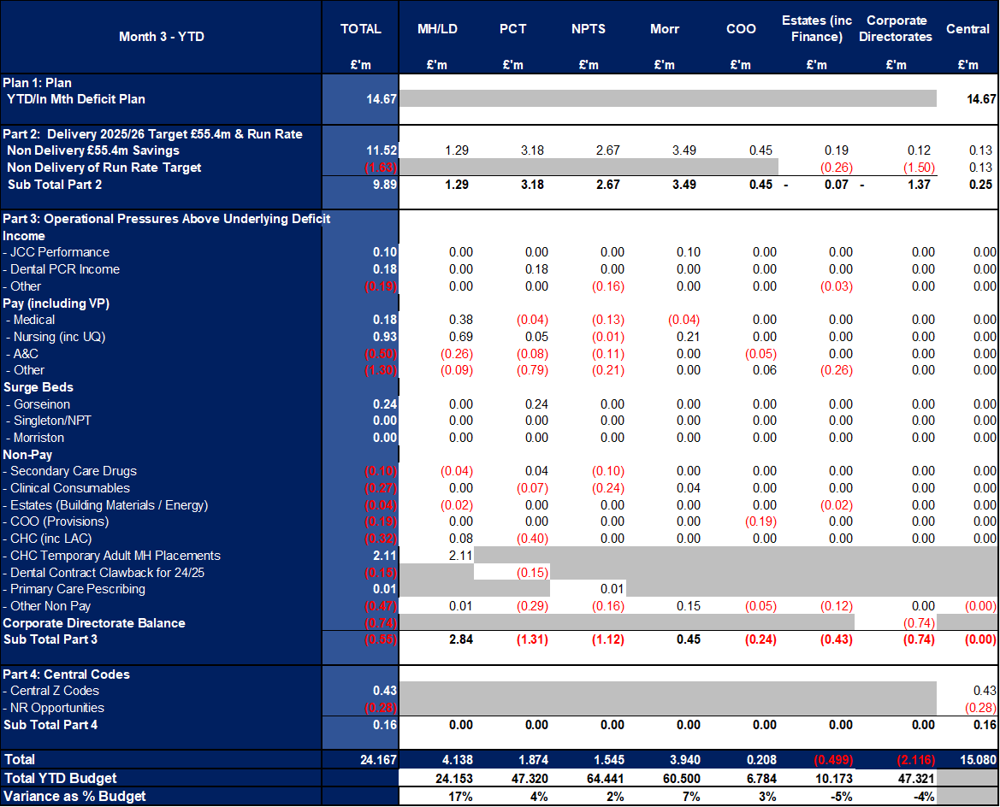 Month 3 - YTD TOTAL MH/LD PCT NPTS Morr COO Estates (inc Finance) Corporate Directorates Central
£'m £'m £'m £'m £'m £'m £'m £'m £'m
Plan 1: Plan
YTD/In Mth Deficit Plan 14.67 14.67
Part 2: Delivery 2025/26 Target £55.4m & Run Rate
Non Delivery £55.4m Savings 11.52 1.29 3.18 2.67 3.49 0.45 0.19 0.12 0.13
Non Delivery of Run Rate Target (1.63) (0.26) (1.50) 0.13
Sub Total Part 2 9.89 1.29 3.18 2.67 3.49 0.45 - 0.07 - 1.37 0.25
Part 3: Operational Pressures Above Underlying Deficit
Income
- JCC Performance 0.10 0.00 0.00 0.00 0.10 0.00 0.00 0.00 0.00
- Dental PCR Income 0.18 0.00 0.18 0.00 0.00 0.00 0.00 0.00 0.00
- Other (0.19) 0.00 0.00 (0.16) 0.00 0.00 (0.03) 0.00 0.00
Pay (including VP)
- Medical 0.18 0.38 (0.04) (0.13) (0.04) 0.00 0.00 0.00 0.00
- Nursing (inc UQ) 0.93 0.69 0.05 (0.01) 0.21 0.00 0.00 0.00 0.00
- A&C (0.50) (0.26) (0.08) (0.11) 0.00 (0.05) 0.00 0.00 0.00
- Other (1.30) (0.09) (0.79) (0.21) 0.00 0.06 (0.26) 0.00 0.00
Surge Beds
- Gorseinon 0.24 0.00 0.24 0.00 0.00 0.00 0.00 0.00 0.00
- Singleton/NPT 0.00 0.00 0.00 0.00 0.00 0.00 0.00 0.00 0.00
- Morriston 0.00 0.00 0.00 0.00 0.00 0.00 0.00 0.00 0.00
Non-Pay
- Secondary Care Drugs (0.10) (0.04) 0.04 (0.10) 0.00 0.00 0.00 0.00 0.00
- Clinical Consumables (0.27) 0.00 (0.07) (0.24) 0.04 0.00 0.00 0.00 0.00
- Estates (Building Materials / Energy) (0.04) (0.02) 0.00 0.00 0.00 0.00 (0.02) 0.00 0.00
- COO (Provisions) (0.19) 0.00 0.00 0.00 0.00 (0.19) 0.00 0.00 0.00
- CHC (inc LAC) (0.32) 0.08 (0.40) 0.00 0.00 0.00 0.00 0.00 0.00
- CHC Temporary Adult MH Placements 2.11 2.11
- Dental Contract Clawback for 24/25 (0.15) (0.15)
- Primary Care Pescribing 0.01 0.01
- Other Non Pay (0.47) 0.01 (0.29) (0.16) 0.15 (0.05) (0.12) 0.00 (0.00)
Corporate Directorate Balance (0.74) (0.74)
Sub Total Part 3 (0.55) 2.84 (1.31) (1.12) 0.45 (0.24) (0.43) (0.74) (0.00)
Part 4: Central Codes
- Central Z Codes 0.43 0.43
- NR Opportunities (0.28) (0.28)
Sub Total Part 4 0.16 0.00 0.00 0.00 0.00 0.00 0.00 0.00 0.16
Total 24.167 4.138 1.874 1.545 3.940 0.208 (0.499) (2.116) 15.080
Total YTD Budget 24.153 47.320 64.441 60.500 6.784 10.173 47.321
Variance as % Budget 17% 4% 2% 7% 3% -5% -4%